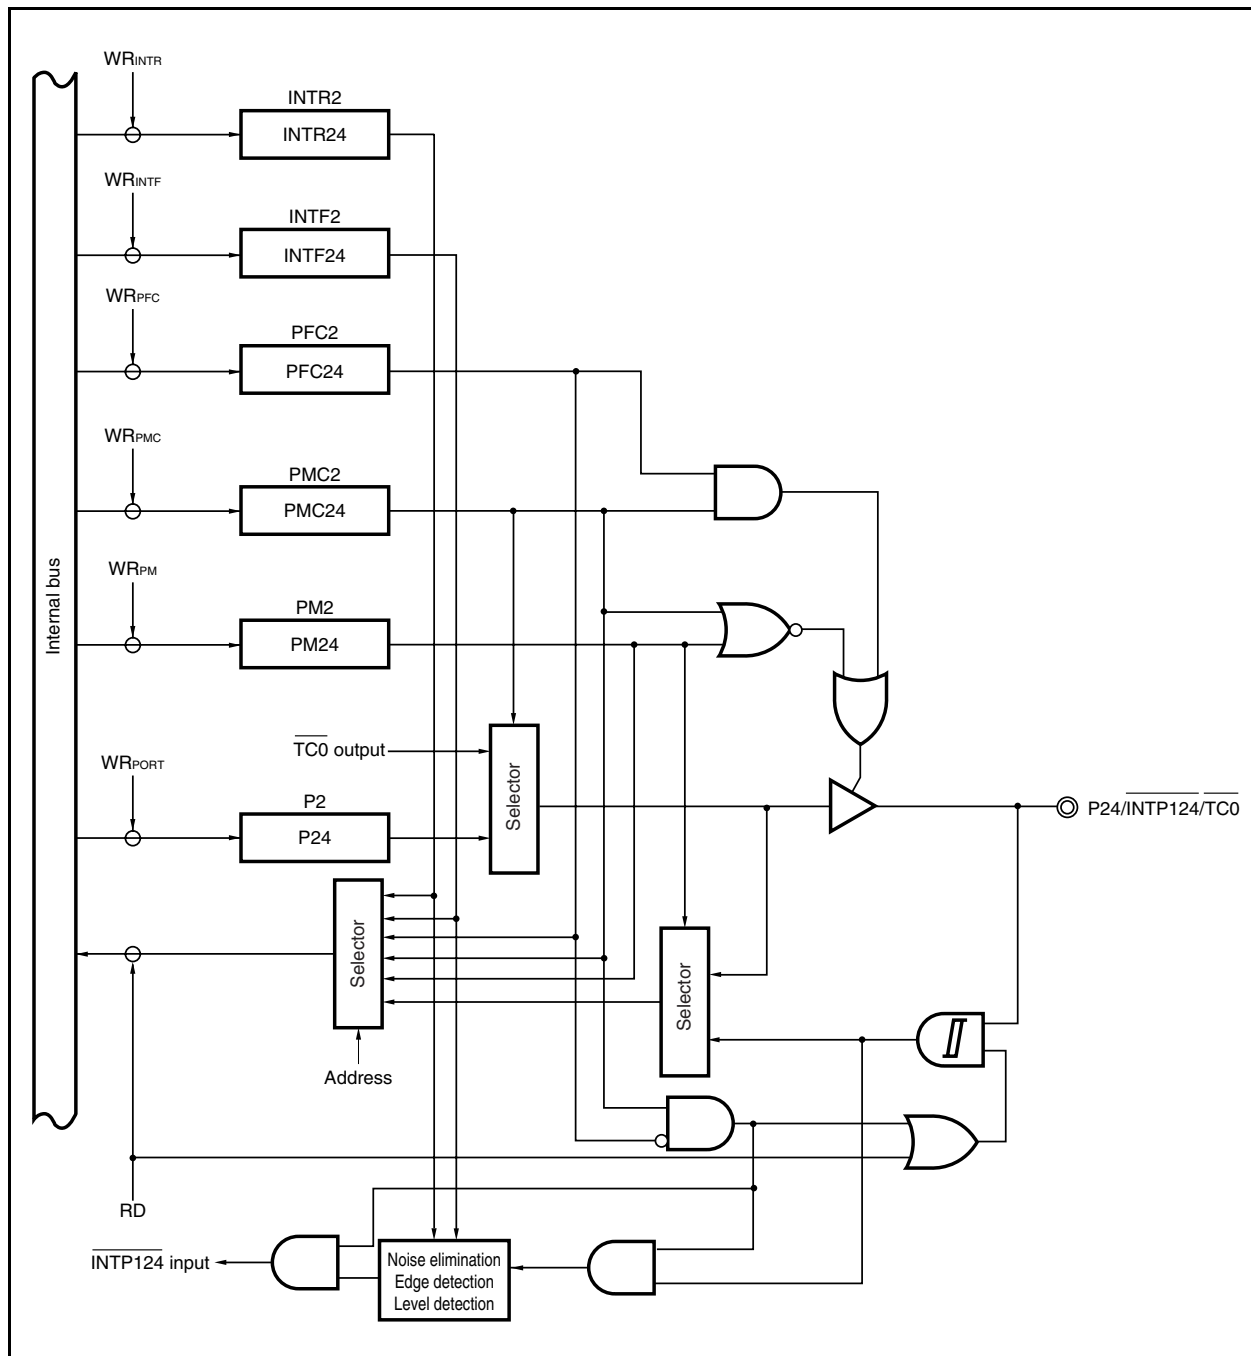 WRINTR
INTR2
INTR24
WRINTF
INTF2
INTF24
WRPFC
PFC2
PFC24
WRPMC
PMC2
PMC24
Internal bus
WRPM
PM2
PM24
TC0 output
Selector
WRPORT
P2
P24
P24/INTP124/TC0
Selector
Selector
Address
RD
INTP124 input
Noise elimination
Edge detection
Level detection